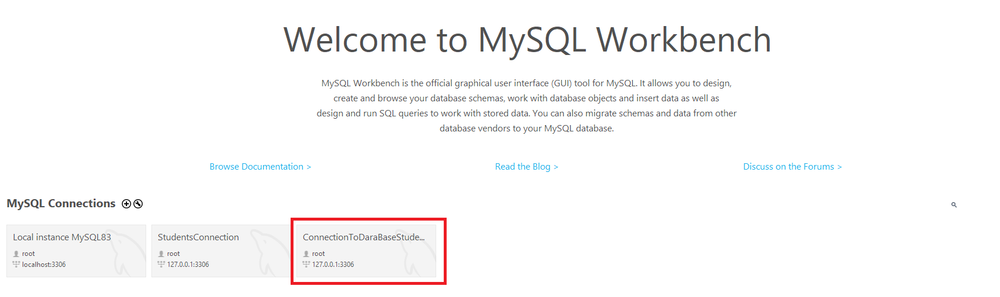 Welcome to MySQL Workbench
MySQL Workbench is the official graphical user interface (GUI) tool for MySQL. It allows you to design,
create and browse your database schemas, work with database objects and insert data as well as
design and run SQL queries to work with stored data. You can also migrate schemas and data from other
database vendors to your MySQL database.
Browse Documentation >
Read the Blog >
Discuss on the Forums >
MySQL Connections
Local instance MySQL83
root
localhost:3306
StudentsConnection
root
127.0.0.1:3306
ConnectionToDaraBaseStude...
root
127.0.0.1:3306